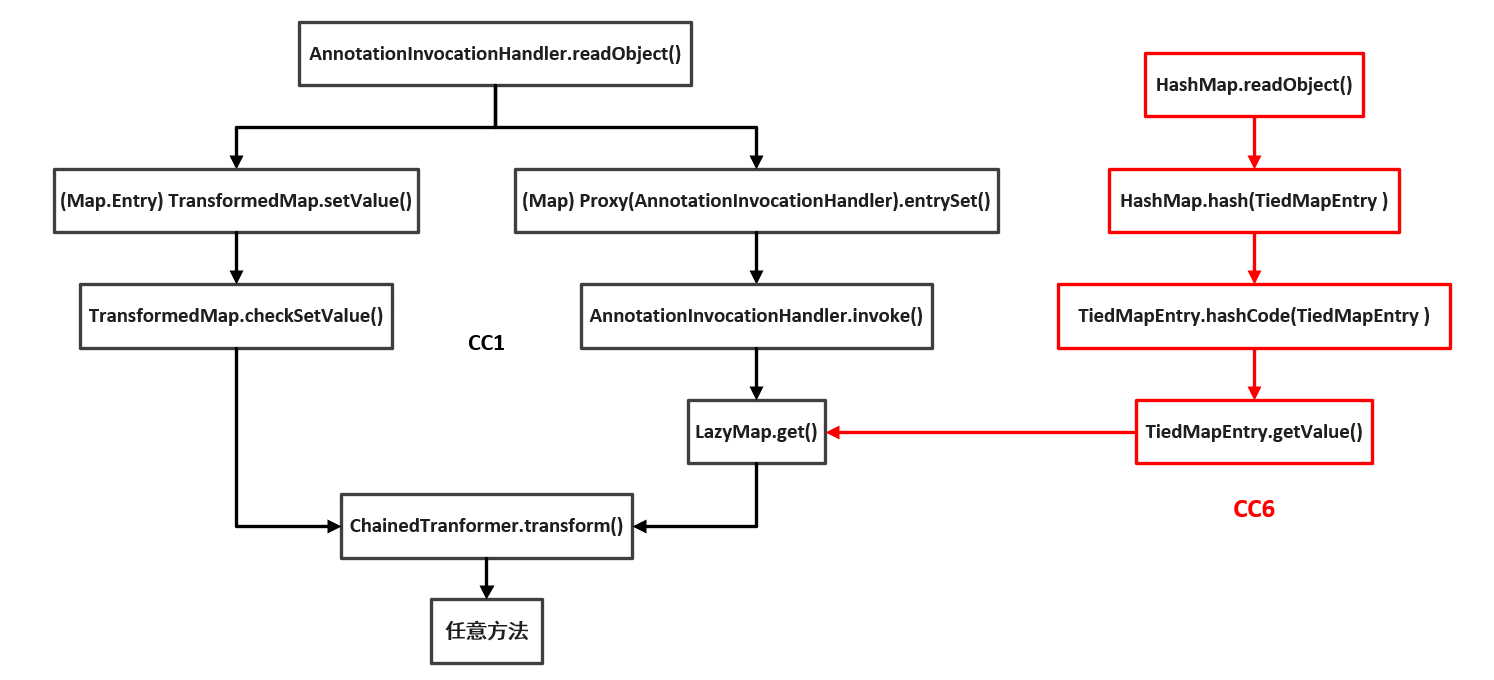 AnnotationInvocationHandler.readObject()
HashMap.readObject()
(Map.Entry) TransformedMap.setValue()
(Map) Proxy(AnnotationInvocationHandler).entrySet()
HashMap.hash(TiedMapEntry )
TransformedMap.checkSetValue()
AnnotationInvocationHandler.invoke()
TiedMapEntry.hashCode(TiedMapEntry )
CC1
LazyMap.get()
TiedMapEntry.getValue()
CC6
ChainedTranformer.transform()
任意方法